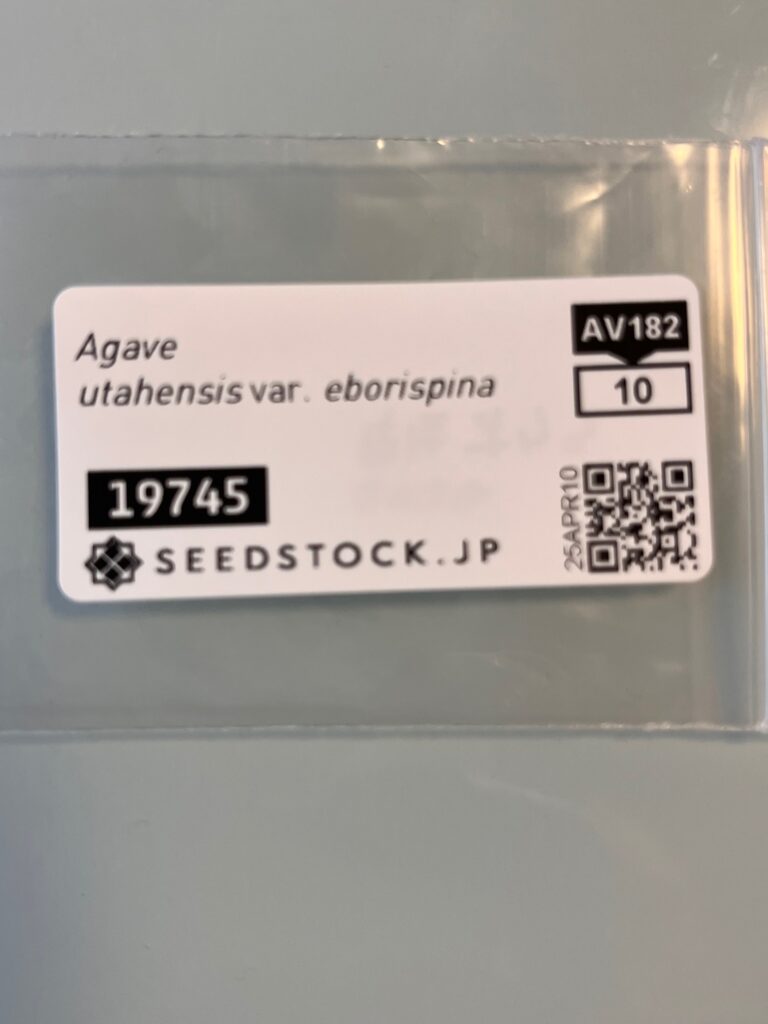 Agave
utahensis var. eborispina
AV182
10
19745
SEEDSTOCK.JP
25APR10